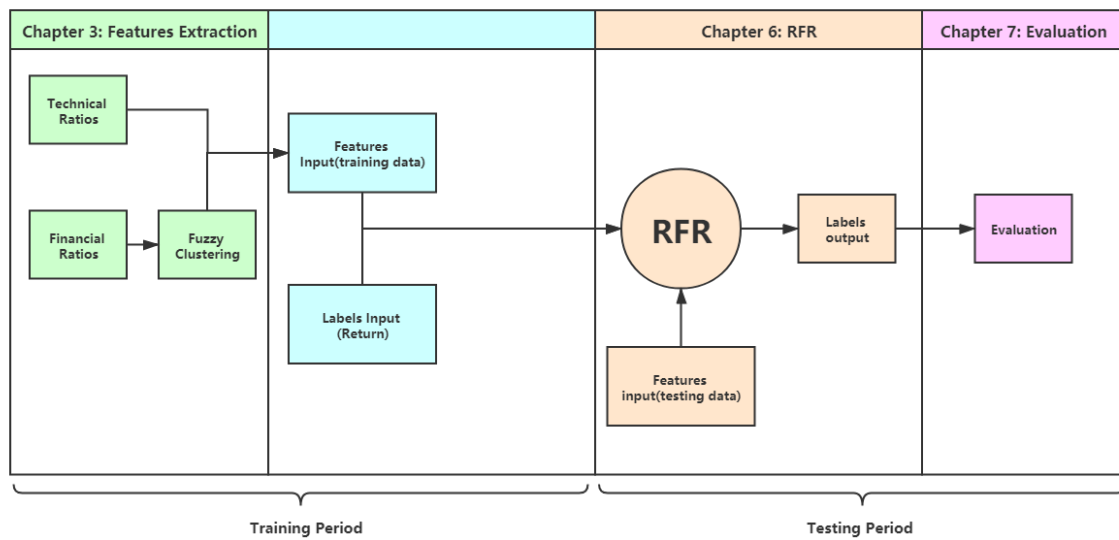 Chapter 3: Features Extraction
Chapter 6: RFR
Chapter 7: Evaluation
Technical
Ratios
Financial
Ratios
Fuzzy
Clustering
Features
Input(training data)
Labels Input
(Return)
RFR
Features
input(testing data)
Labels
output
Evaluation
Training Period
Testing Period